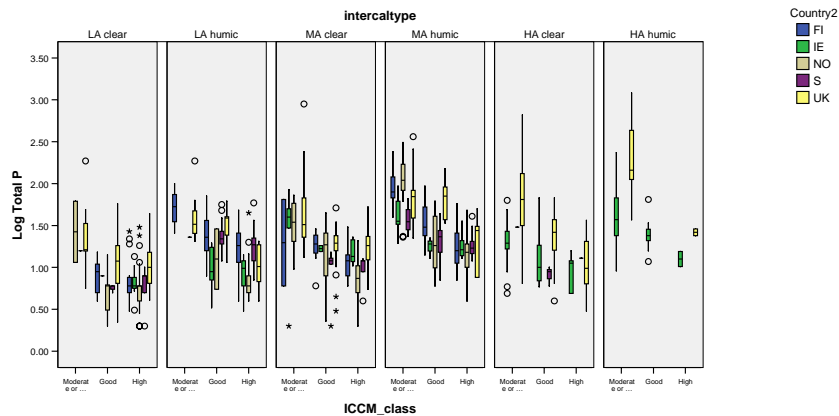 intercaltype
LA clear
LA humic
MA clear
MA humic
HA clear
HA humic
Country2
FI
IE
NO
S
UK
Log Total P
3.50
3.00
2.50
2.00
1.50
1.00
0.50
0.00
Moderat
e or ...
Good
High
Moderat
e or ...
Good
High
Moderat
e or ...
Good
High
Moderat
e or ...
Good
High
Moderat
e or ...
Good
High
Moderat
e or ...
Good
High
ICCM_class